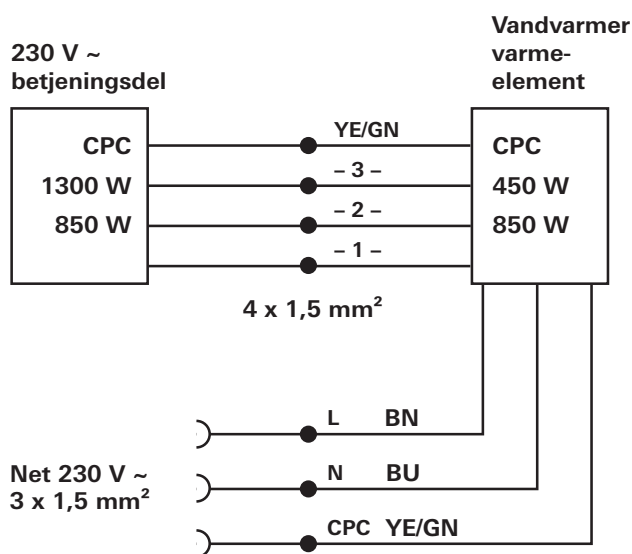 230 V ~
betjeningsdel
Vandvarmer
varme-
element
CPC
1300 W
850 W
YE/GN
– 3 –
– 2 –
– 1 –
CPC
450 W
850 W
4 x 1,5 mm²
Net 230 V ~
3 x 1,5 mm²
L BN
N BU
CPC YE/GN